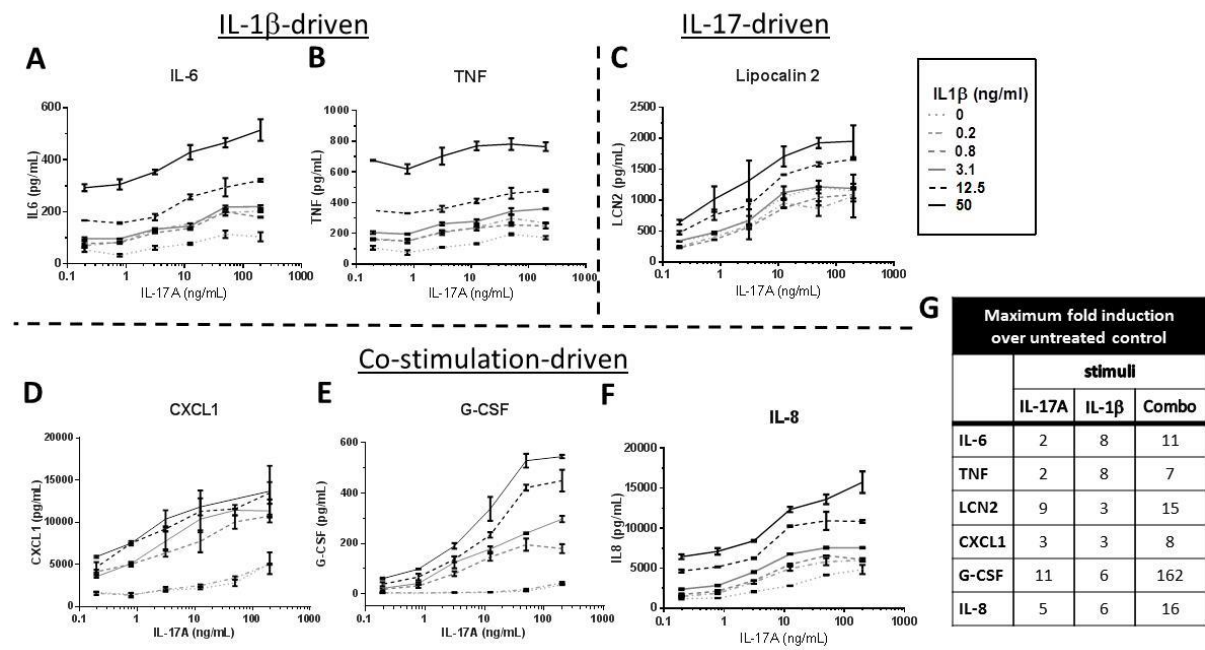 IL-1β-driven
IL-17-driven
A
IL-6
600
400
200
0
IL6 (pg/mL)
0.1
1
10
100
1000
IL-17A (ng/mL)
B
TNF
1000
800
600
400
200
0
TNF (pg/mL)
0.1
1
10
100
1000
IL-17A (ng/mL)
C
Lipocalin 2
2500
2000
1500
1000
500
0
LCN2 (pg/mL)
0.1
1
10
100
1000
IL-17A (ng/mL)
IL1β (ng/ml)
0
0.2
0.8
3.1
12.5
50
Co-stimulation-driven
D
CXCL1
20000
15000
10000
5000
0
CXCL1 (pg/mL)
0.1
1
10
100
1000
IL-17A (ng/mL)
E
G-CSF
600
400
200
0
G-CSF (pg/mL)
0.1
1
10
100
1000
IL-17A (ng/mL)
F
IL-8
20000
15000
10000
5000
0
IL8 (pg/mL)
0.1
1
10
100
1000
IL-17A (ng/mL)
G
Maximum fold induction
over untreated control
stimuli
IL-17A IL-1β Combo
IL-6 2 8 11
TNF 2 8 7
LCN2 9 3 15
CXCL1 3 3 8
G-CSF 11 6 162
IL-8 5 6 16